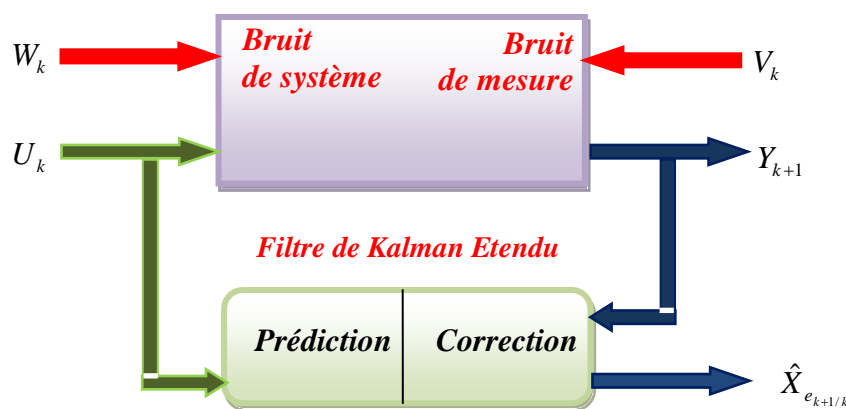 W_k
Bruit
de système
Bruit
de mesure
V_k
U_k
Y_{k+1}
Filtre de Kalman Etendu
Prédiction
Correction
\hat{X}_{e_{k+1/k}}